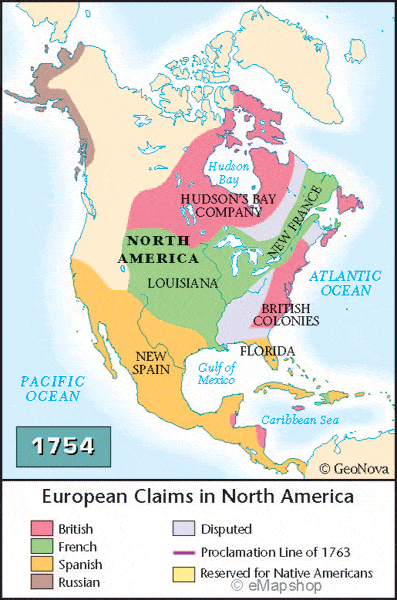 Hudson
Bay
HUDSON'S BAY
COMPANY
NEW FRANCE
NORTH
AMERICA
LOUISIANA
ATLANTIC
OCEAN
BRITISH
COLONIES
FLORIDA
NEW
SPAIN
Gulf of
Mexico
PACIFIC
OCEAN
Caribbean Sea
1754
© GeoNova
European Claims in North America
British
French
Spanish
Russian
Disputed
Proclamation Line of 1763
Reserved for Native Americans
© eMapshop